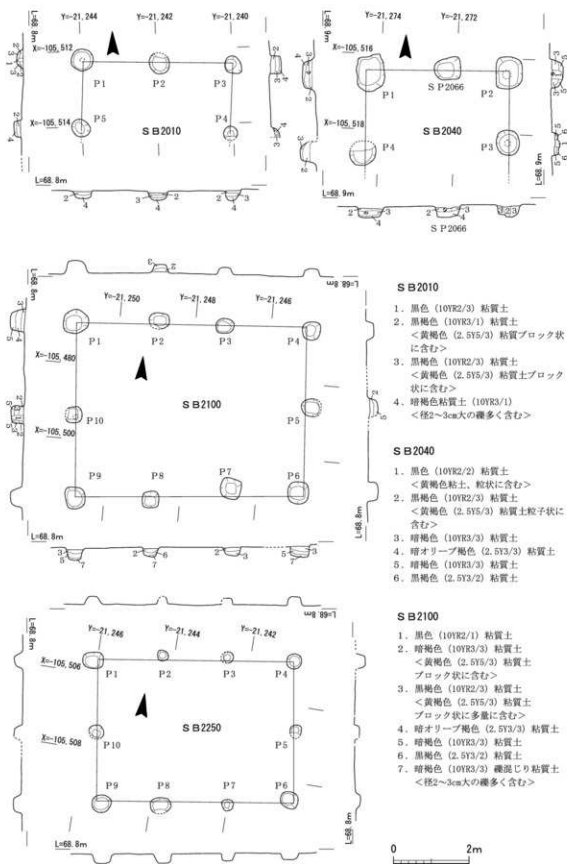 Y=-21,244
Y=-21,242
Y=-21,240
X=-105,512
X=-105,514
P1
P2
P3
P4
P5
SB2010
L=68.8m
L=68.8m
Y=-21,274
Y=-21,272
X=-105,516
X=-105,518
P1
SP2066
P2
P3
P4
SB2040
L=68.9m
L=68.9m
SP2066
Y=-21,250
Y=-21,248
Y=-21,246
X=-105,480
X=-105,500
P1
P2
P3
P4
P5
P6
P7
P8
P9
P10
SB2100
L=68.8m
L=68.8m
Y=-21,246
Y=-21,244
Y=-21,242
X=-105,506
X=-105,508
P1
P2
P3
P4
P5
P6
P7
P8
P9
P10
SB2250
L=68.8m
SB2010
1. 黒色 (10YR2/3) 粘質土
2. 黒褐色 (10YR3/1) 粘質土
<黄褐色 (2.5Y5/3) 粘質ブロック状
に含む>
3. 黒褐色 (10YR2/3) 粘質土
<黄褐色 (2.5Y5/3) 粘質土ブロック
状に含む>
4. 暗褐色粘質土 (10YR3/1)
<径2~3cm大の礫多く含む>
SB2040
1. 黒色 (10YR2/2) 粘質土
<黄褐色粘土、粒状に含む>
2. 黒褐色 (10YR2/3) 粘質土
<黄褐色 (2.5Y5/3) 粘質土粒子状に
含む>
3. 暗褐色 (10YR3/3) 粘質土
4. 暗オリーブ褐色 (2.5Y3/3) 粘質土
5. 暗褐色 (10YR3/3) 粘質土
6. 黒褐色 (2.5Y3/2) 粘質土
SB2100
1. 黒色 (10YR2/1) 粘質土
2. 暗褐色 (10YR3/3) 粘質土
<黄褐色 (2.5Y5/3) 粘質土
ブロック状に含む>
3. 黒褐色 (10YR2/3) 粘質土
<黄褐色 (2.5Y5/3) 粘質土
ブロック状に多量に含む>
4. 暗オリーブ褐色 (2.5Y3/3) 粘質土
5. 暗褐色 (10YR3/3) 粘質土
6. 黒褐色 (2.5Y3/2) 粘質土
7. 暗褐色 (10YR3/3) 礫混じり粘質土
<径2~3cm大の礫多く含む>
0 2m